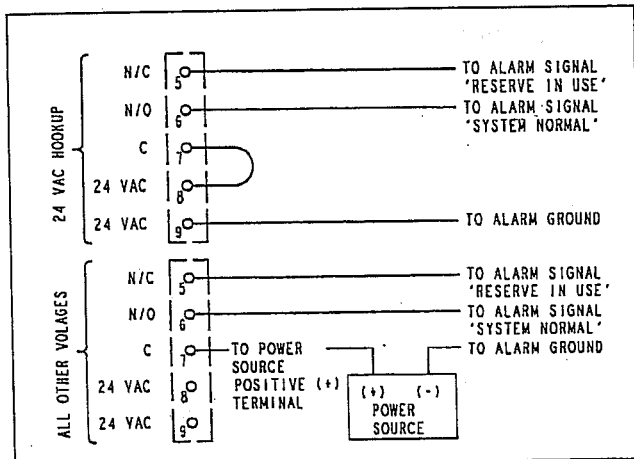 24 VAC HOOKUP
N/C 5 TO ALARM SIGNAL
'RESERVE IN USE'
N/O 6 TO ALARM SIGNAL
'SYSTEM NORMAL'
C 7
24 VAC 8
24 VAC 9 TO ALARM GROUND
ALL OTHER VOLAGES
N/C 5 TO ALARM SIGNAL
'RESERVE IN USE'
N/O 6 TO ALARM SIGNAL
'SYSTEM NORMAL'
C 7 TO POWER
SOURCE
POSITIVE (+)
TERMINAL
TO ALARM GROUND
24 VAC 8
24 VAC 9
(+) (-)
POWER
SOURCE